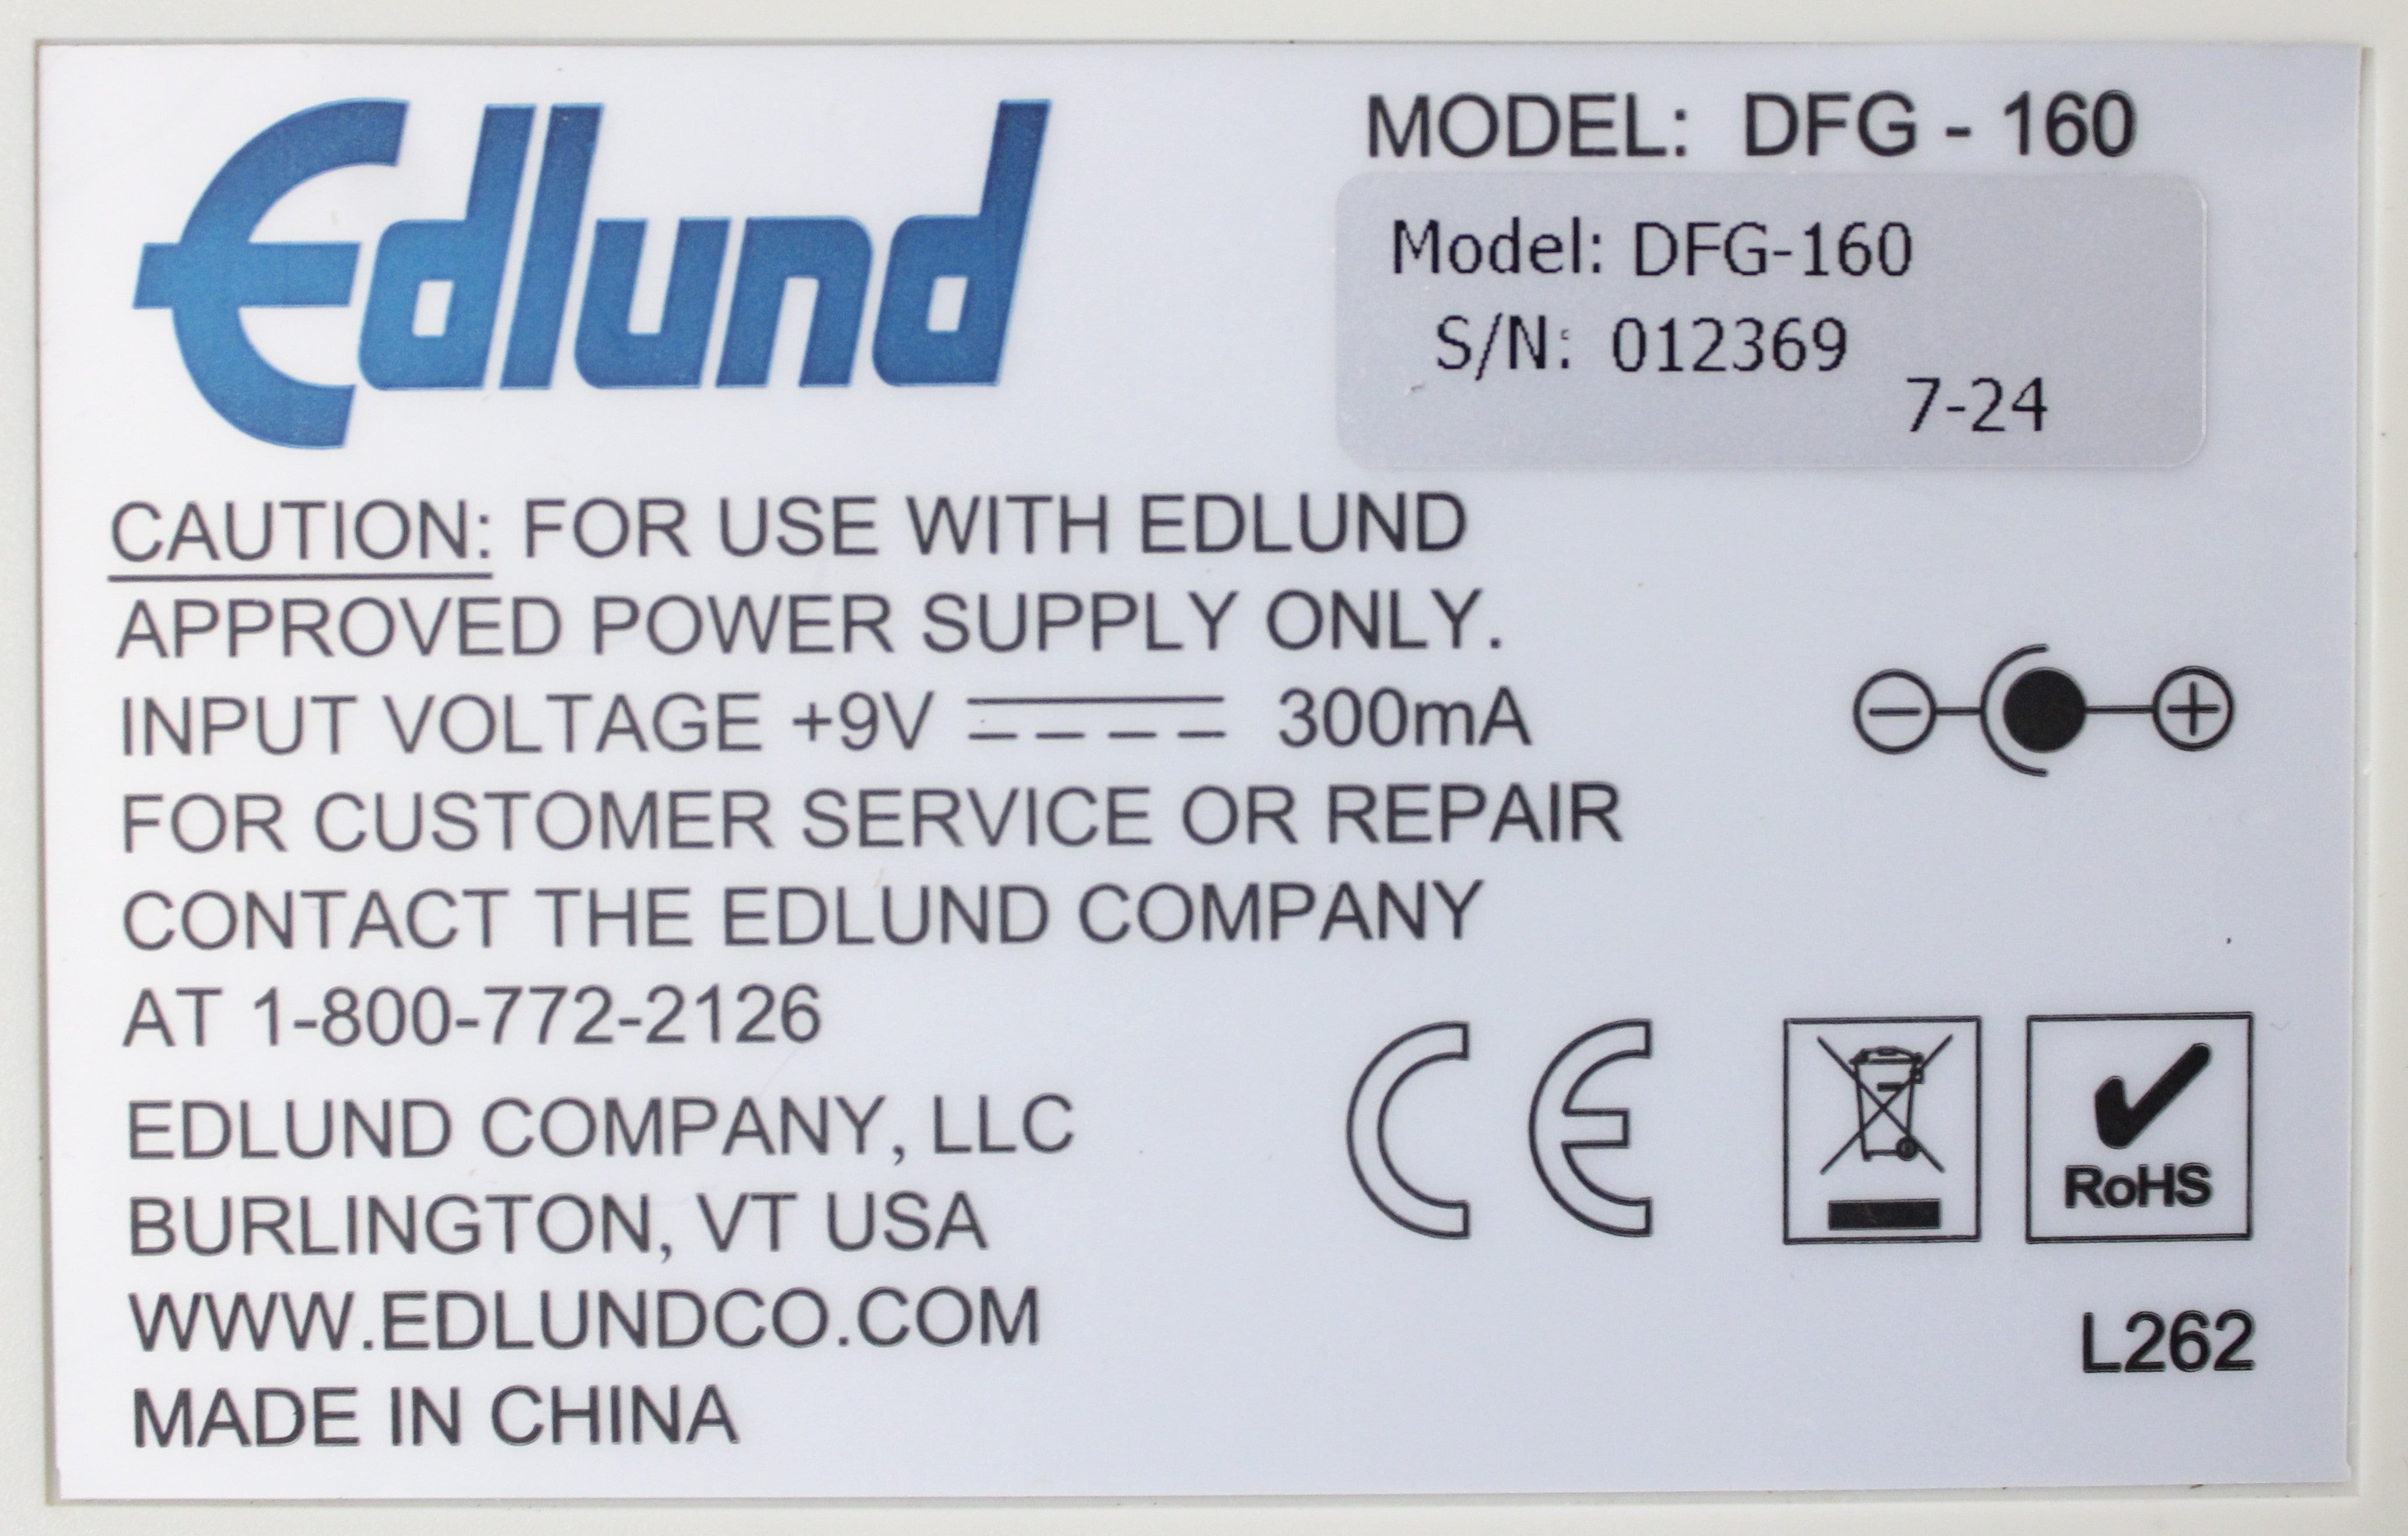 Edlund
MODEL: DFG - 160
Model: DFG-160
S/N: 012369
7-24
CAUTION: FOR USE WITH EDLUND
APPROVED POWER SUPPLY ONLY.
INPUT VOLTAGE +9V 300mA
FOR CUSTOMER SERVICE OR REPAIR
CONTACT THE EDLUND COMPANY
AT 1-800-772-2126
EDLUND COMPANY, LLC
BURLINGTON, VT USA
WWW.EDLUNDCO.COM
MADE IN CHINA
CE
RoHS
L262